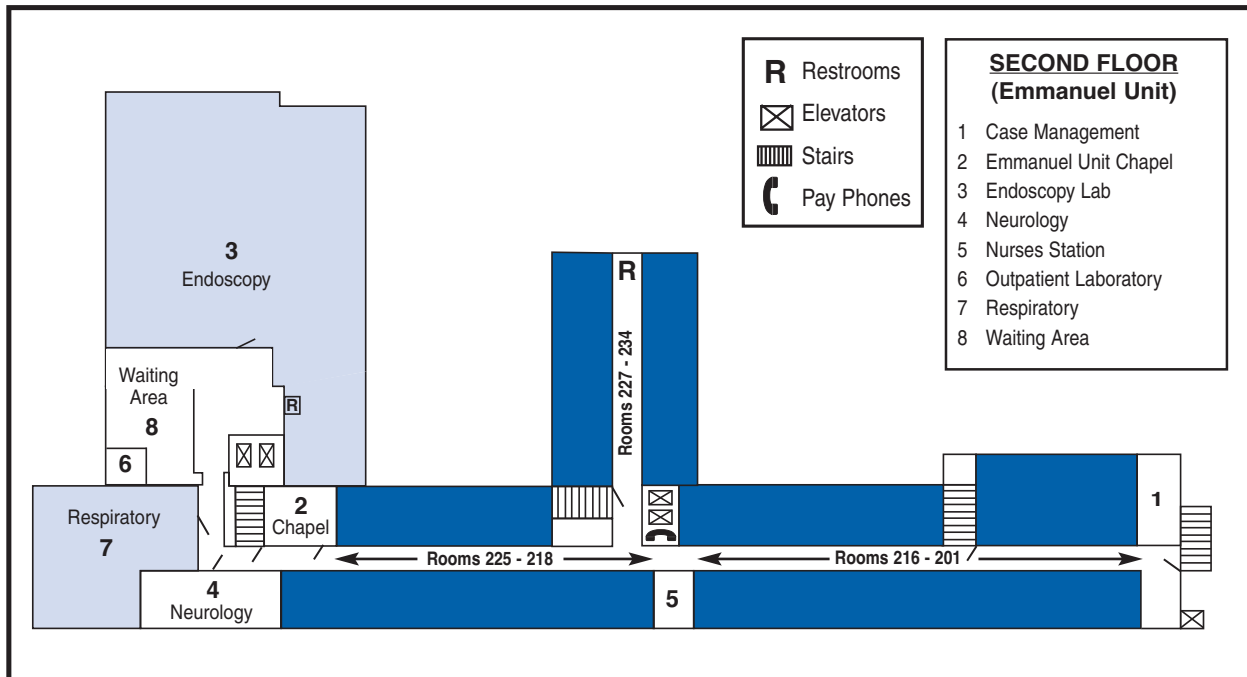 R Restrooms
Elevators
Stairs
Pay Phones
SECOND FLOOR
(Emmanuel Unit)
1 Case Management
2 Emmanuel Unit Chapel
3 Endoscopy Lab
4 Neurology
5 Nurses Station
6 Outpatient Laboratory
7 Respiratory
8 Waiting Area
3
Endoscopy
R
Rooms 227 - 234
Waiting
Area
8
R
6
Respiratory
7
2
Chapel
1
Rooms 225 - 218
Rooms 216 - 201
4
Neurology
5